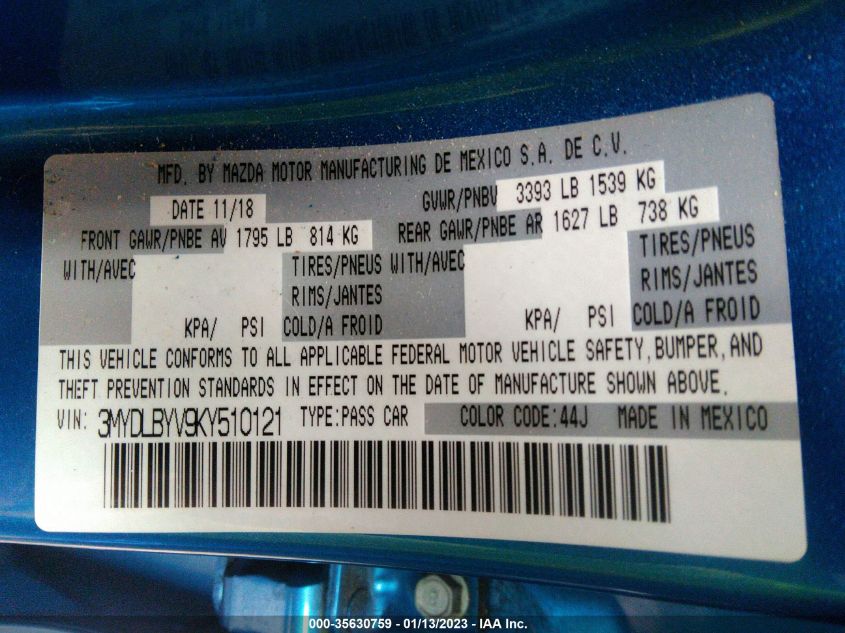 MFD. BY MAZDA MOTOR MANUFACTURING DE MEXICO S.A. DE C.V.
DATE 11/18 GVWR/PNBV 3393 LB 1539 KG
FRONT GAWR/PNBE AV 1795 LB 814 KG REAR GAWR/PNBE AR 1627 LB 738 KG
WITH/AVEC TIRES/PNEUS WITH/AVEC TIRES/PNEUS
RIMS/JANTES RIMS/JANTES
KPA/ PSI COLD/A FROID KPA/ PSI COLD/A FROID
THIS VEHICLE CONFORMS TO ALL APPLICABLE FEDERAL MOTOR VEHICLE SAFETY, BUMPER, AND
THEFT PREVENTION STANDARDS IN EFFECT ON THE DATE OF MANUFACTURE SHOWN ABOVE.
VIN: 3MYDLBYV9KY510121 TYPE:PASS CAR COLOR CODE:44J MADE IN MEXICO
000-35630759 - 01/13/2023 - IAA Inc.